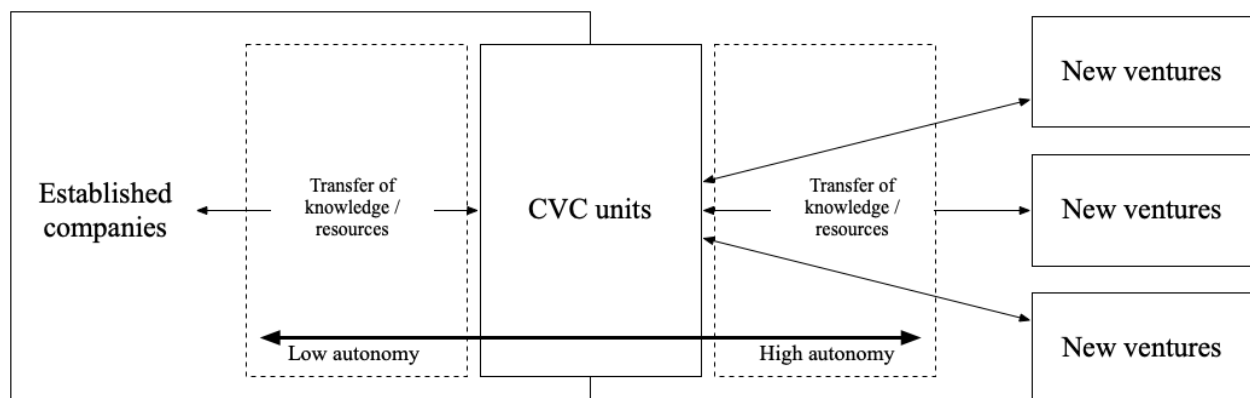 New ventures
Established
companies
Transfer of
knowledge /
resources
CVC units
Transfer of
knowledge /
resources
New ventures
Low autonomy
High autonomy
New ventures